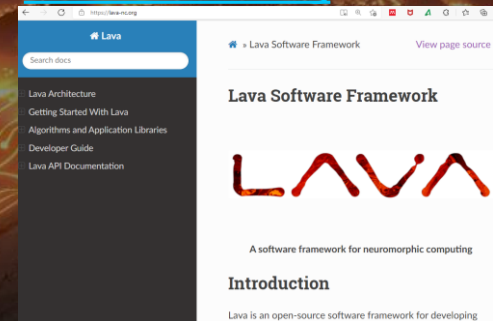 https://lava-nc.org
Lava
Search docs
Lava Architecture
Getting Started With Lava
Algorithms and Application Libraries
Developer Guide
Lava API Documentation
» Lava Software Framework
View page source
Lava Software Framework
LAVA
A software framework for neuromorphic computing
Introduction
Lava is an open-source software framework for developing